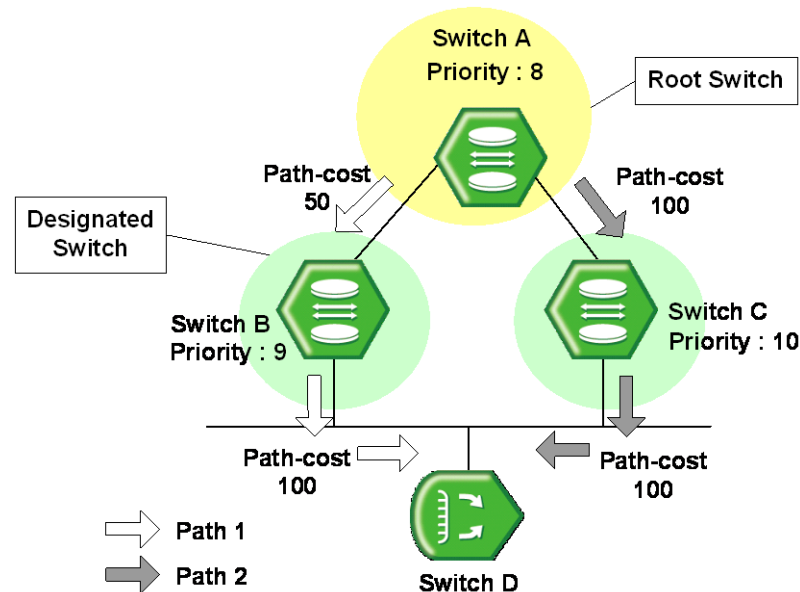 Switch A
Priority : 8
Root Switch
Path-cost
50
Path-cost
100
Designated
Switch
Switch B
Priority : 9
Switch C
Priority : 10
Path-cost
100
Path-cost
100
Path 1
Path 2
Switch D